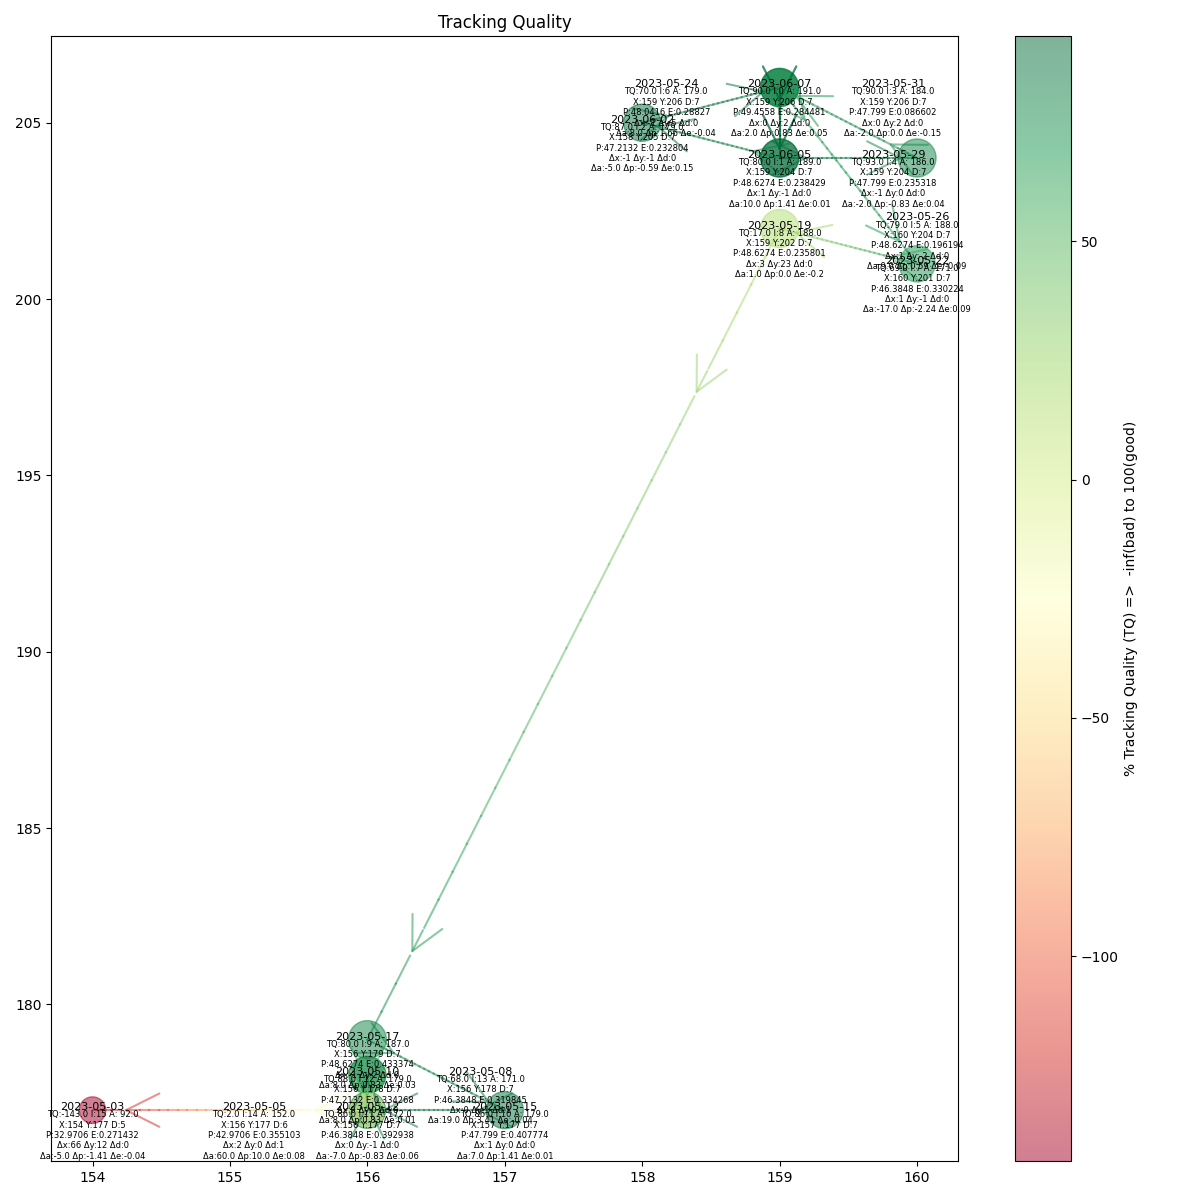 Tracking Quality
205
200
195
190
185
180
154
155
156
157
158
159
160
50
0
−50
−100
% Tracking Quality (TQ) => -inf(bad) to 100(good)
2023-05-24
TQ:70.0 I:6 A: 179.0
X:159 Y:206 D:7
2023-06-07
TQ:90.0 I:0 A: 191.0
X:159 Y:206 D:7
P:49.4558 E:0.284481
Δx:0 Δy:2 Δd:0
Δa:2.0 Δp:0.83 Δe:0.05
2023-05-31
TQ:90.0 I:3 A: 184.0
X:159 Y:206 D:7
P:47.799 E:0.086602
Δx:0 Δy:2 Δd:0
Δa:-2.0 Δp:0.0 Δe:-0.15
P:47.2132 E:0.232804
Δx:-1 Δy:-1 Δd:0
Δa:-5.0 Δp:-0.59 Δe:0.15
2023-06-05
TQ:80.0 I:1 A: 189.0
X:159 Y:204 D:7
P:48.6274 E:0.238429
Δx:1 Δy:-1 Δd:0
Δa:10.0 Δp:1.41 Δe:0.01
2023-05-29
TQ:93.0 I:4 A: 186.0
X:159 Y:204 D:7
P:47.799 E:0.235318
Δx:-1 Δy:0 Δd:0
Δa:-2.0 Δp:-0.83 Δe:0.04
2023-05-26
TQ:79.0 I:5 A: 188.0
X:160 Y:204 D:7
P:48.6274 E:0.196194
2023-05-19
TQ:17.0 I:8 A: 188.0
X:159 Y:202 D:7
P:48.6274 E:0.235801
Δx:3 Δy:23 Δd:0
Δa:1.0 Δp:0.0 Δe:-0.2
X:160 Y:201 D:7
P:46.3848 E:0.330224
Δx:1 Δy:-1 Δd:0
Δa:-17.0 Δp:-2.24 Δe:0.09
2023-05-17
TQ:80.0 I:9 A: 187.0
X:156 Y:179 D:7
P:48.6274 E:0.433374
2023-05-10
P:47.2132 E:0.334268
2023-05-08
TQ:68.0 I:13 A: 171.0
X:156 Y:178 D:7
P:46.3848 E:0.319845
2023-05-03
TQ:-143.0 I:15 A: 92.0
X:154 Y:177 D:5
P:32.9706 E:0.271432
Δx:66 Δy:12 Δd:0
Δa:-5.0 Δp:-1.41 Δe:-0.04
2023-05-05
TQ:2.0 I:14 A: 152.0
X:156 Y:177 D:6
P:42.9706 E:0.355103
Δx:2 Δy:0 Δd:1
Δa:60.0 Δp:10.0 Δe:0.08
P:46.3848 E:0.392938
Δx:0 Δy:-1 Δd:0
Δa:-7.0 Δp:-0.83 Δe:0.06
2023-05-15
P:47.799 E:0.407774
Δx:1 Δy:0 Δd:0
Δa:7.0 Δp:1.41 Δe:0.01